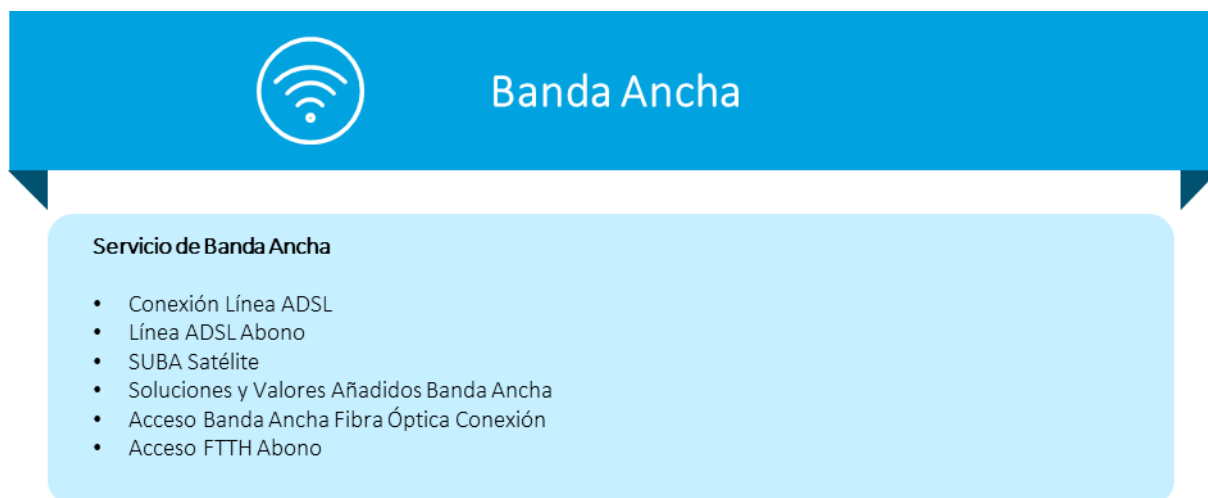 Banda Ancha
Servicio de Banda Ancha
• Conexión Línea ADSL
• Línea ADSL Abono
• SUBA Satélite
• Soluciones y Valores Añadidos Banda Ancha
• Acceso Banda Ancha Fibra Óptica Conexión
• Acceso FTTH Abono